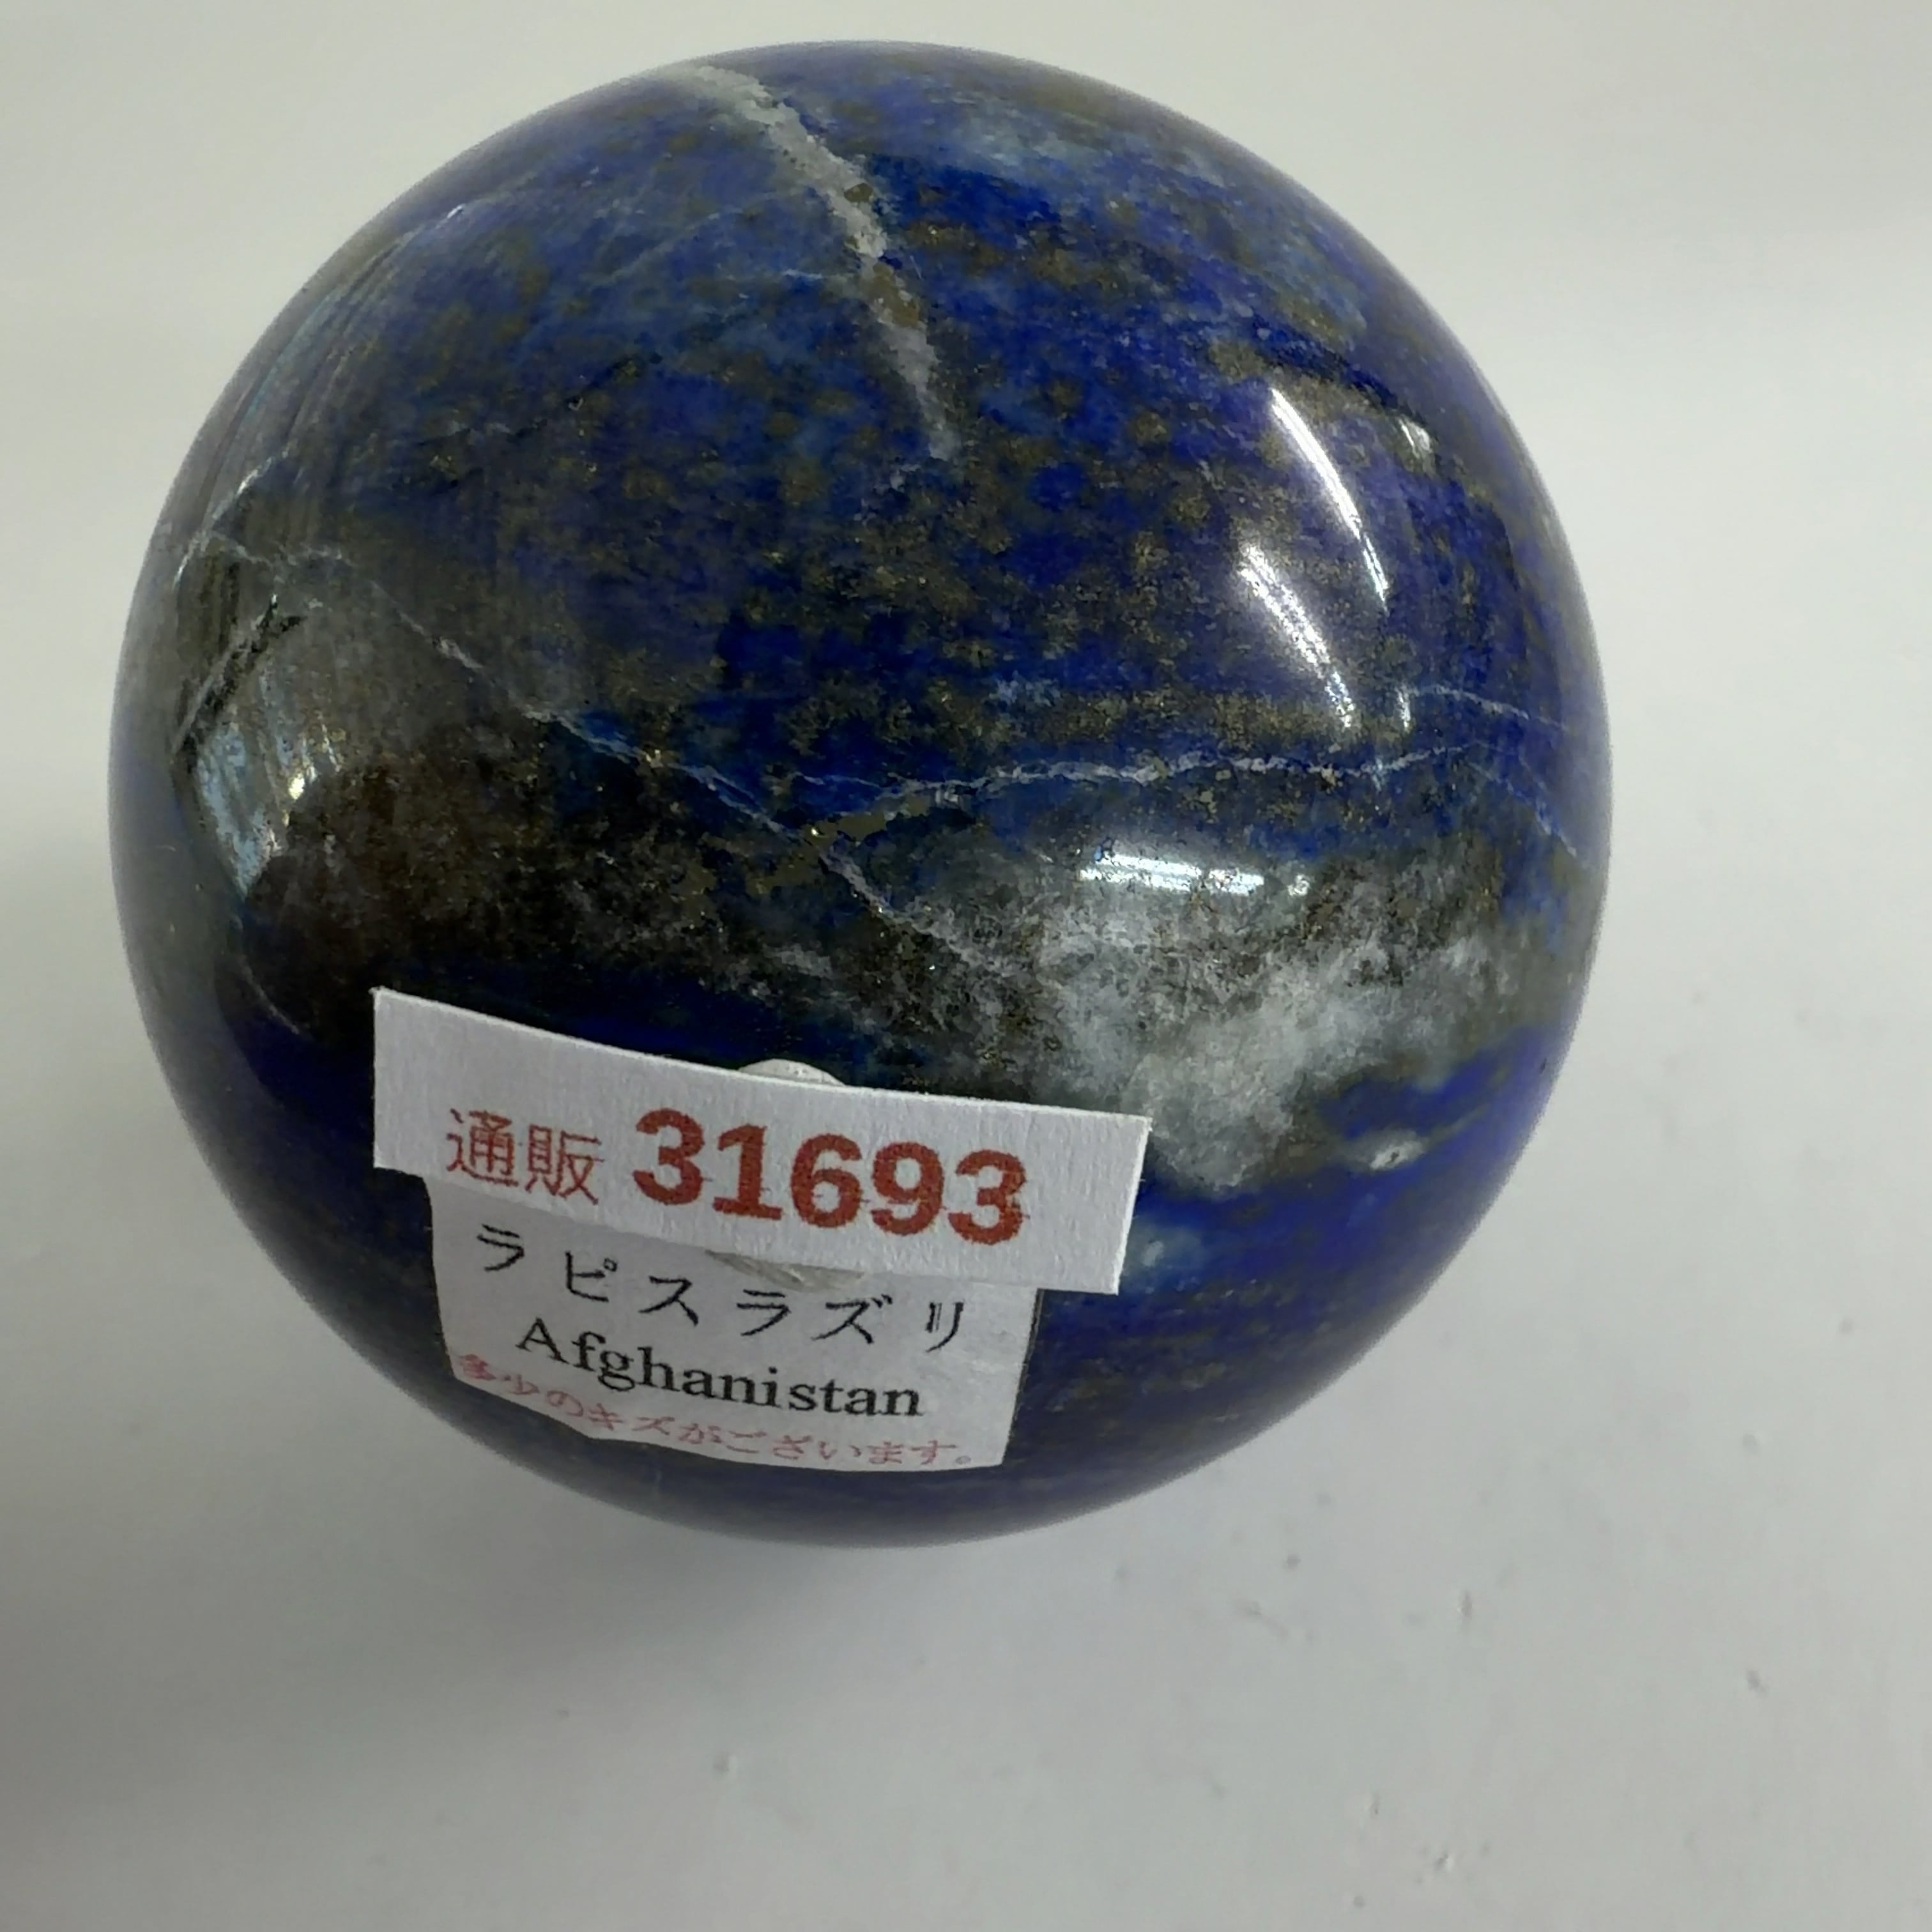 通販 31693
ラピスラズリ
Afghanistan
多少のキズがございます。